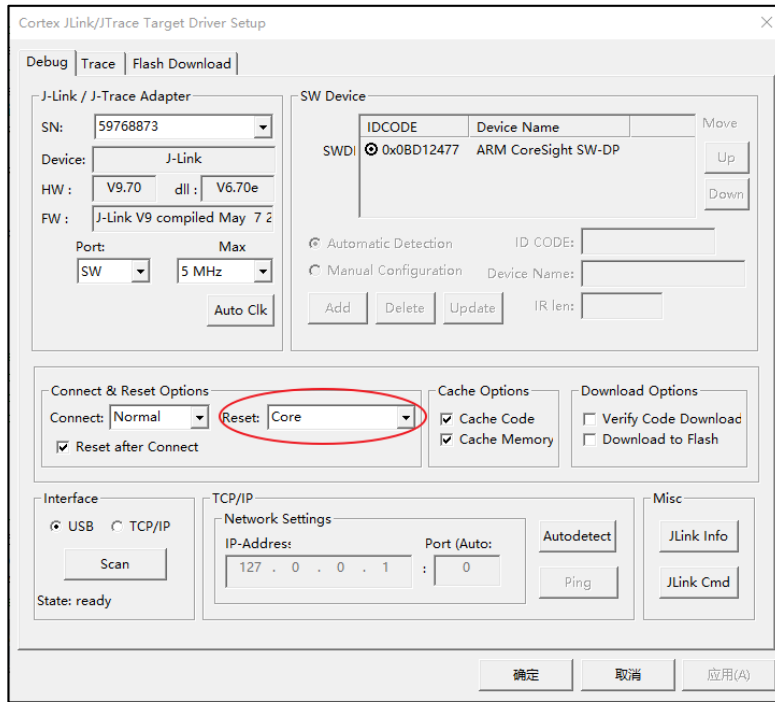 Cortex JLink/JTrace Target Driver Setup
Debug Trace Flash Download
J-Link / J-Trace Adapter
SN: 59768873
Device: J-Link
HW : V9.70 dll : V6.70e
FW : J-Link V9 compiled May 7 2
Port: Max
SW 5 MHz
Auto Clk
SW Device
IDCODE Device Name
SWDI 0x0BD12477 ARM CoreSight SW-DP
Move
Up
Down
Automatic Detection ID CODE:
Manual Configuration Device Name:
Add Delete Update IR len:
Connect & Reset Options
Connect: Normal Reset: Core
Reset after Connect
Cache Options
Cache Code
Cache Memory
Download Options
Verify Code Download
Download to Flash
Interface
USB TCP/IP
Scan
State: ready
TCP/IP
Network Settings
IP-Address: Port (Auto:
127 . 0 . 0 . 1 : 0
Autodetect
Ping
Misc
JLink Info
JLink Cmd
确定 取消 应用(A)